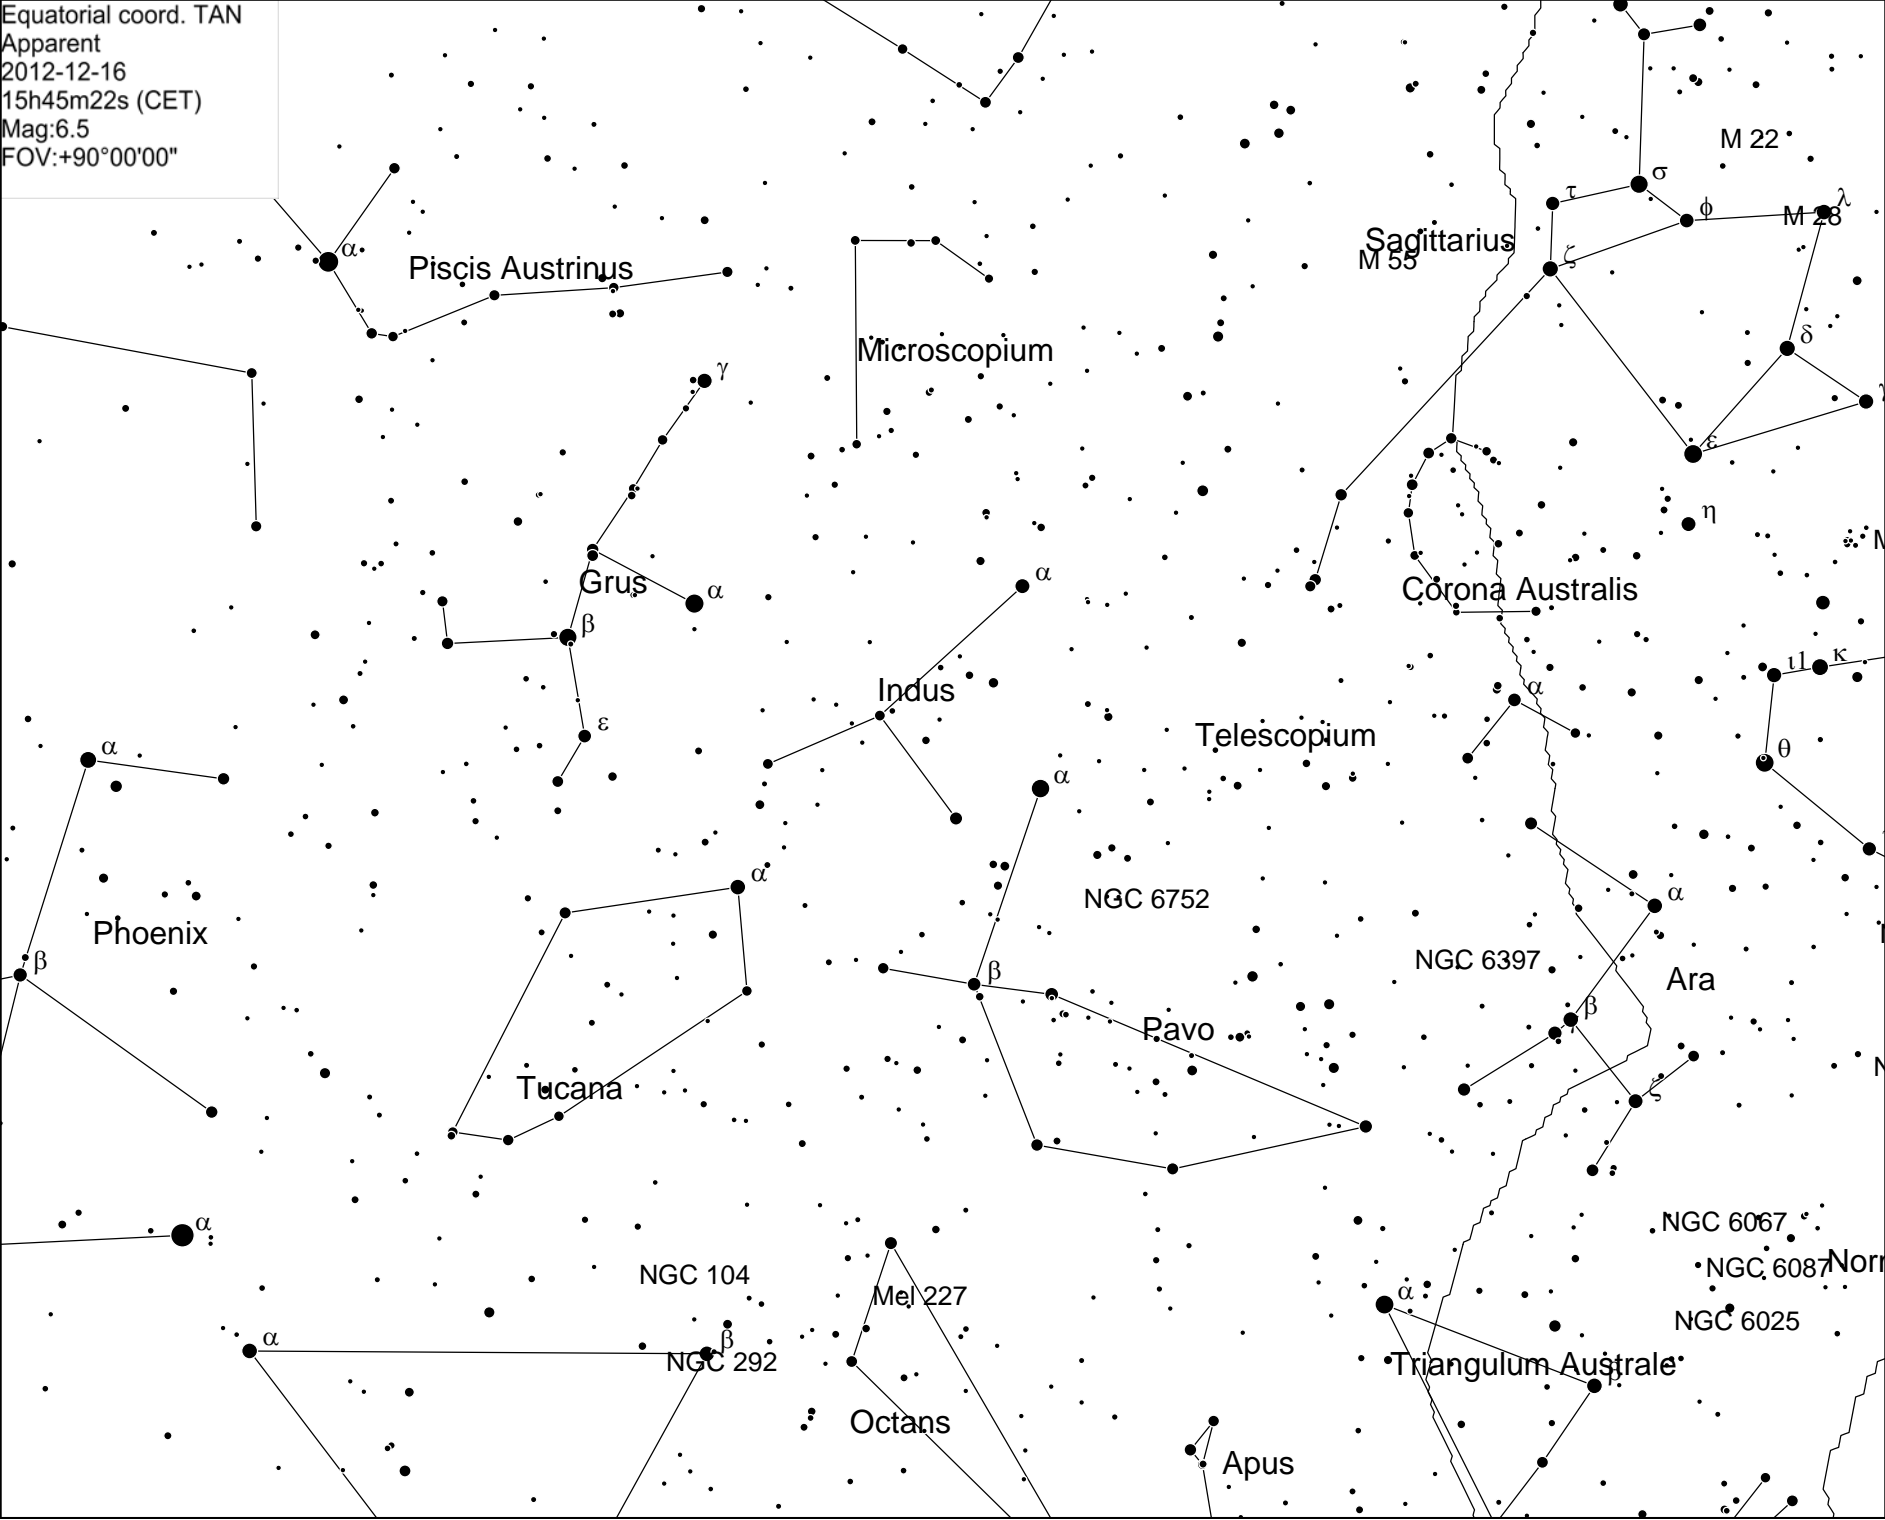 Equatorial coord. TAN
Apparent
2012-12-16
15h45m22s (CET)
Mag:6.5
FOV:+90°00'00"
M 22
σ
τ
λ
ϕ
M 28
Sagittarius
α
ζ
M 55
Piscis Austrinus
δ
Microscopium
γ
ε
η
α
Grus
α
Corona Australis
β
κ
ι1
Indus
α
ε
Telescopium
α
θ
α
α
α
NGC 6752
Phoenix
NGC 6397
β
β
Ara
β
Pavo
Tucana
ζ
α
NGC 6067
NGC 104
NGC 6087
Mel 227
α
NGC 6025
α
β
NGC 292
Triangulum Australe
β
Octans
Apus